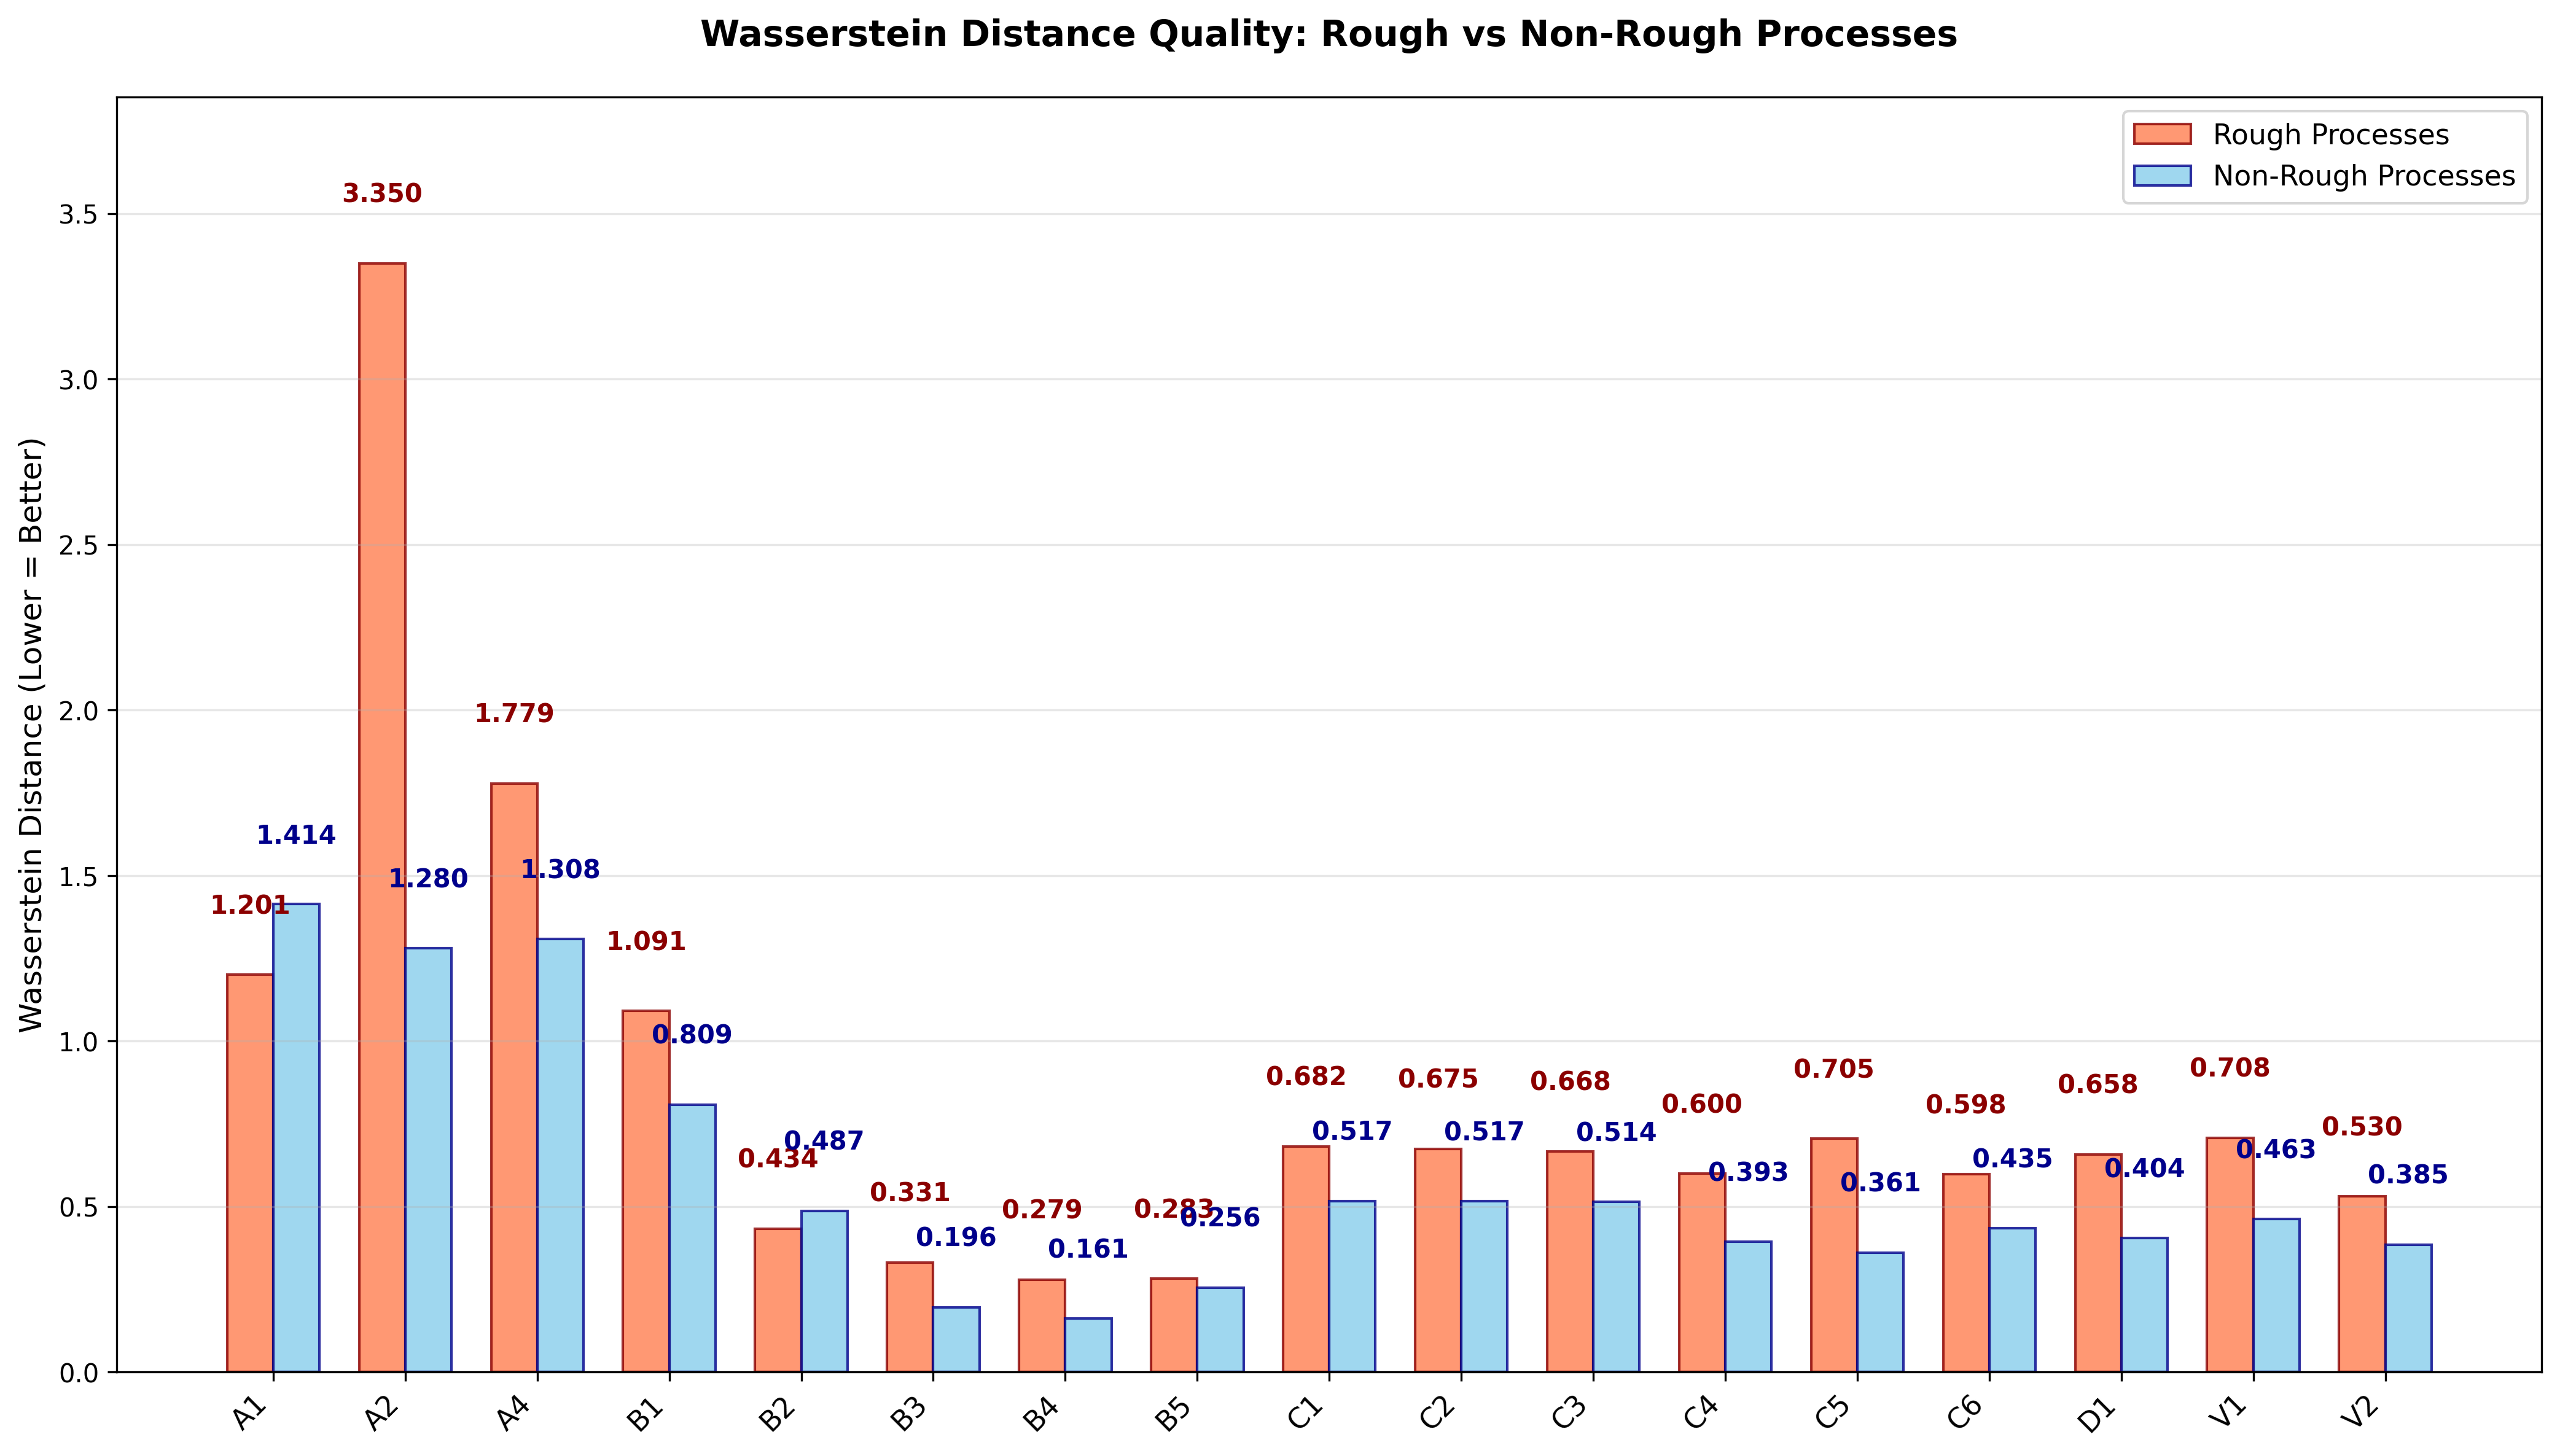 Wasserstein Distance Quality: Rough vs Non-Rough Processes
Rough Processes
Non-Rough Processes
Wasserstein Distance (Lower = Better)
3.5
3.0
2.5
2.0
1.5
1.0
0.5
0.0
1.201
1.414
3.350
1.280
1.779
1.308
1.091
0.809
0.434
0.487
0.331
0.196
0.279
0.161
0.283
0.256
0.682
0.517
0.675
0.517
0.668
0.514
0.600
0.393
0.705
0.361
0.598
0.435
0.658
0.404
0.708
0.463
0.530
0.385
A1
A2
A4
B1
B2
B3
B4
B5
C1
C2
C3
C4
C5
C6
D1
V1
V2